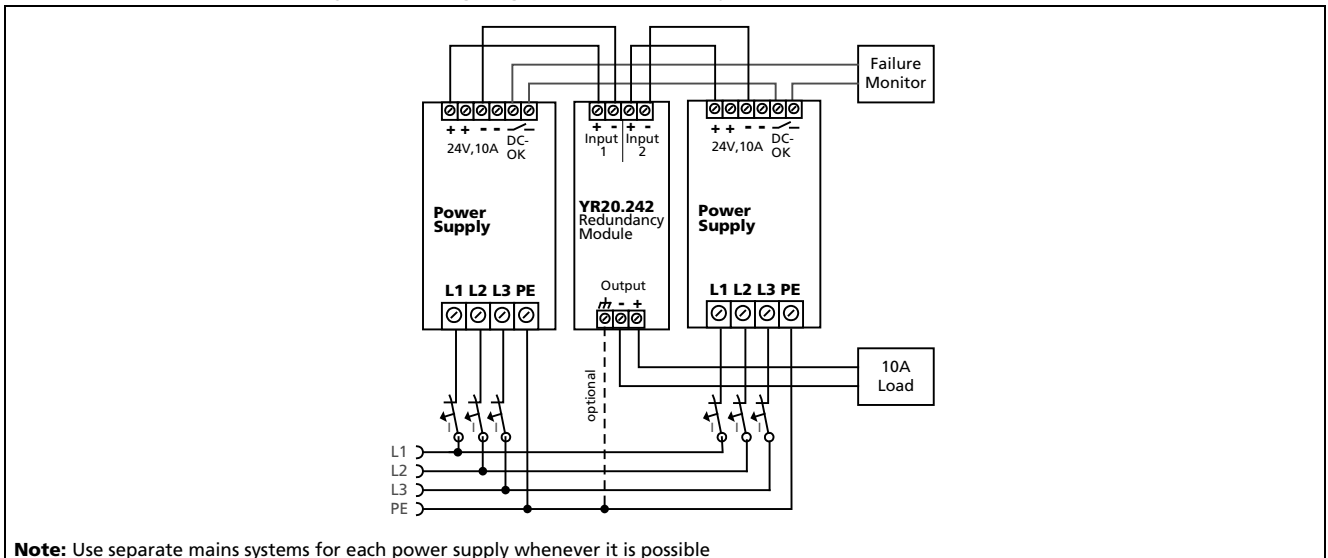 Failure
Monitor
+ + - -
24V,10A
DC-
OK
Power
Supply
L1 L2 L3 PE
+ - + -
Input
1
Input
2
YR20.242
Redundancy
Module
Output
- +
+ + - -
24V,10A
DC-
OK
Power
Supply
L1 L2 L3 PE
10A
Load
optional
I I I
I I I
L1
L2
L3
PE
Note: Use separate mains systems for each power supply whenever it is possible